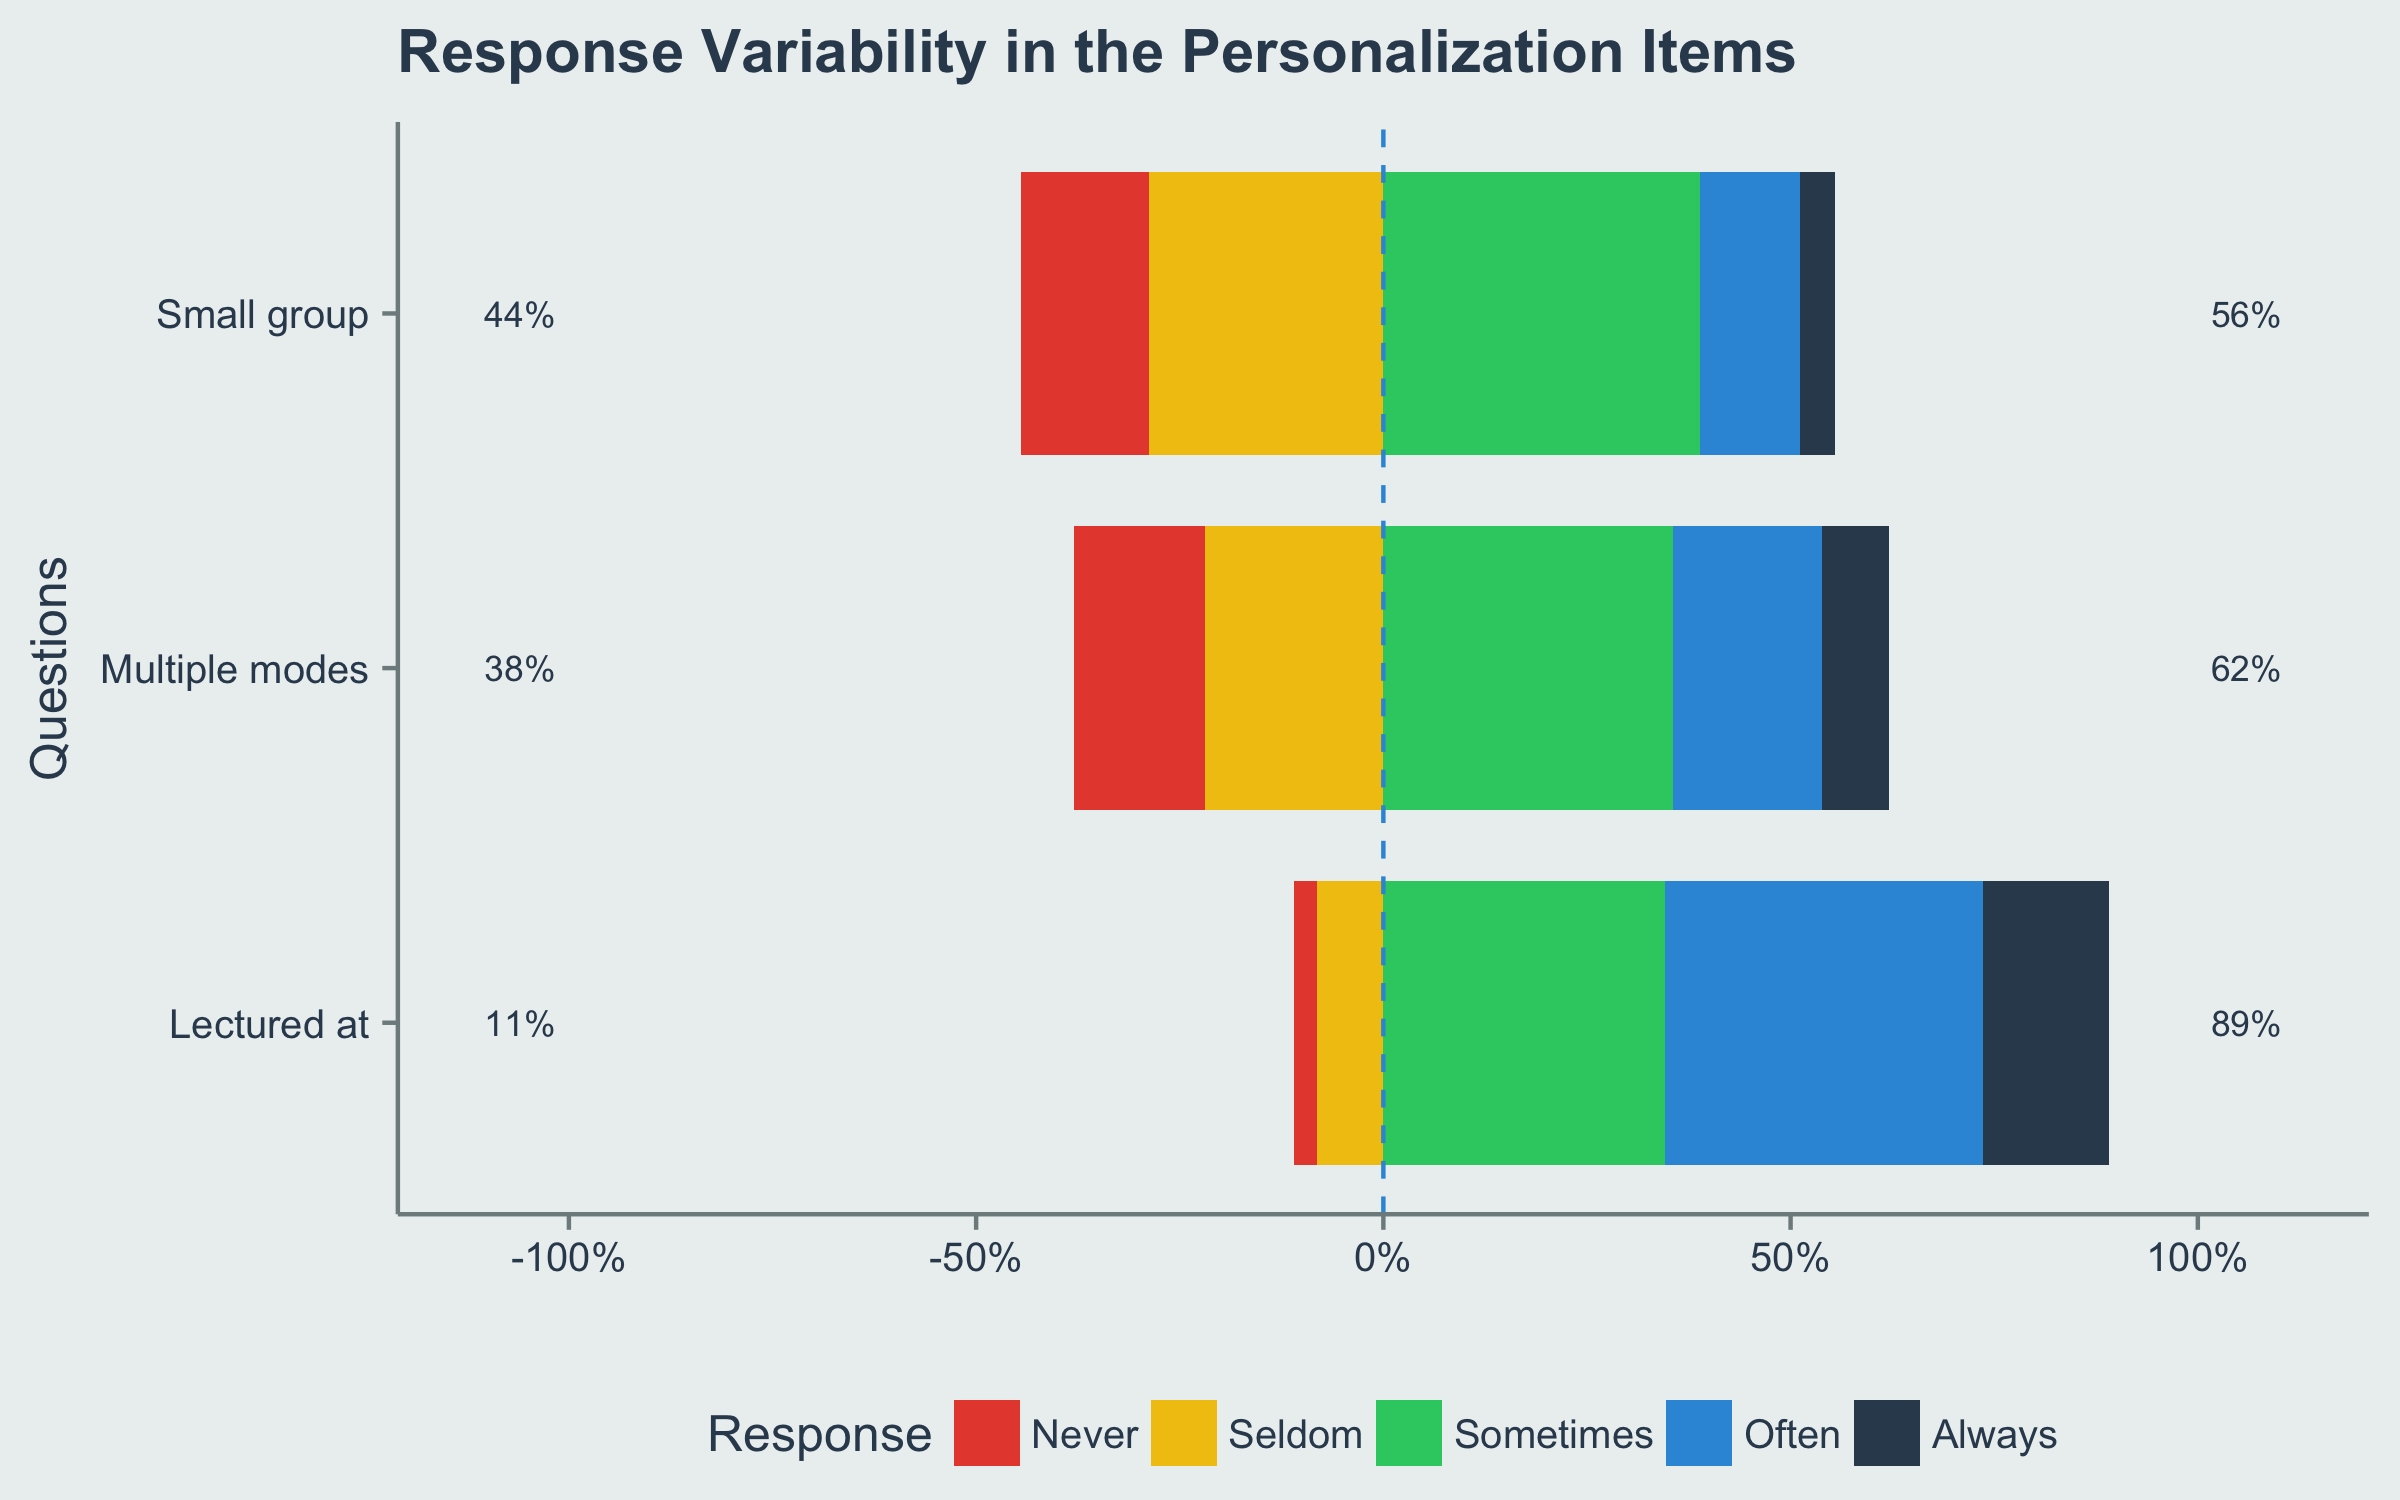 Response Variability in the Personalization Items
Questions
Small group
44%
56%
Multiple modes
38%
62%
Lectured at
11%
89%
-100%
-50%
0%
50%
100%
Response
Never
Seldom
Sometimes
Often
Always